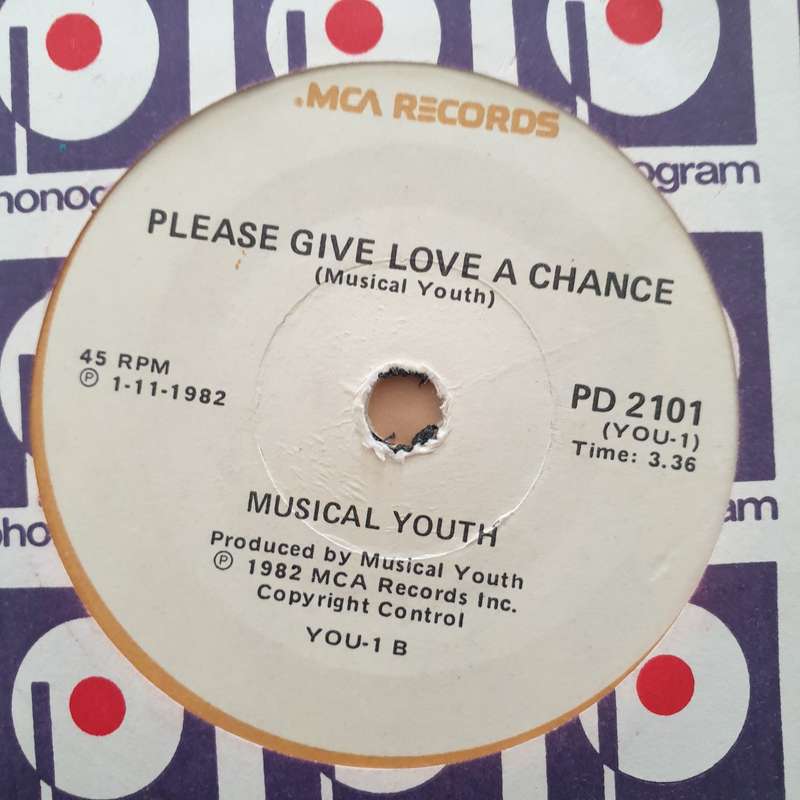 .MCA RECORDS
PLEASE GIVE LOVE A CHANCE
(Musical Youth)
45 RPM
Ⓟ 1-11-1982
PD 2101
(YOU-1)
Time: 3.36
MUSICAL YOUTH
Produced by Musical Youth
Ⓟ 1982 MCA Records Inc.
Copyright Control
YOU-1 B